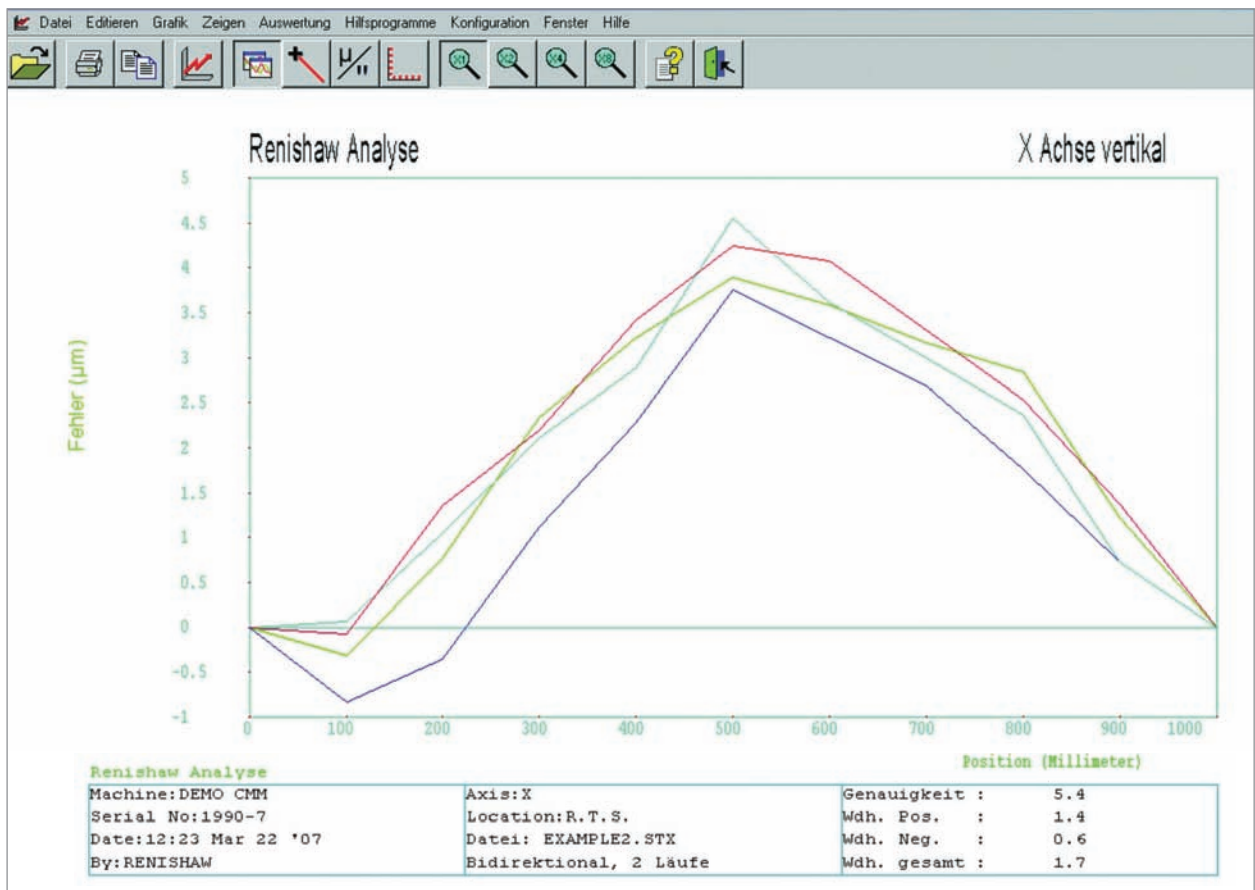 Datei Editieren Grafik Zeigen Auswertung Hilfsprogramme Konfiguration Fenster Hilfe
µ/" X1 X2 X4 X8 ?
Renishaw Analyse X Achse vertikal
5
4.5
4
3.5
3
2.5
2
1.5
1
0.5
0
-0.5
-1
Fehler (µm)
0 100 200 300 400 500 600 700 800 900 1000
Position (Millimeter)
Renishaw Analyse
Machine:DEMO CMM Axis:X Genauigkeit : 5.4
Serial No:1990-7 Location:R.T.S. Wdh. Pos. : 1.4
Date:12:23 Mar 22 '07 Datei: EXAMPLE2.STX Wdh. Neg. : 0.6
By:RENISHAW Bidirektional, 2 Läufe Wdh. gesamt : 1.7